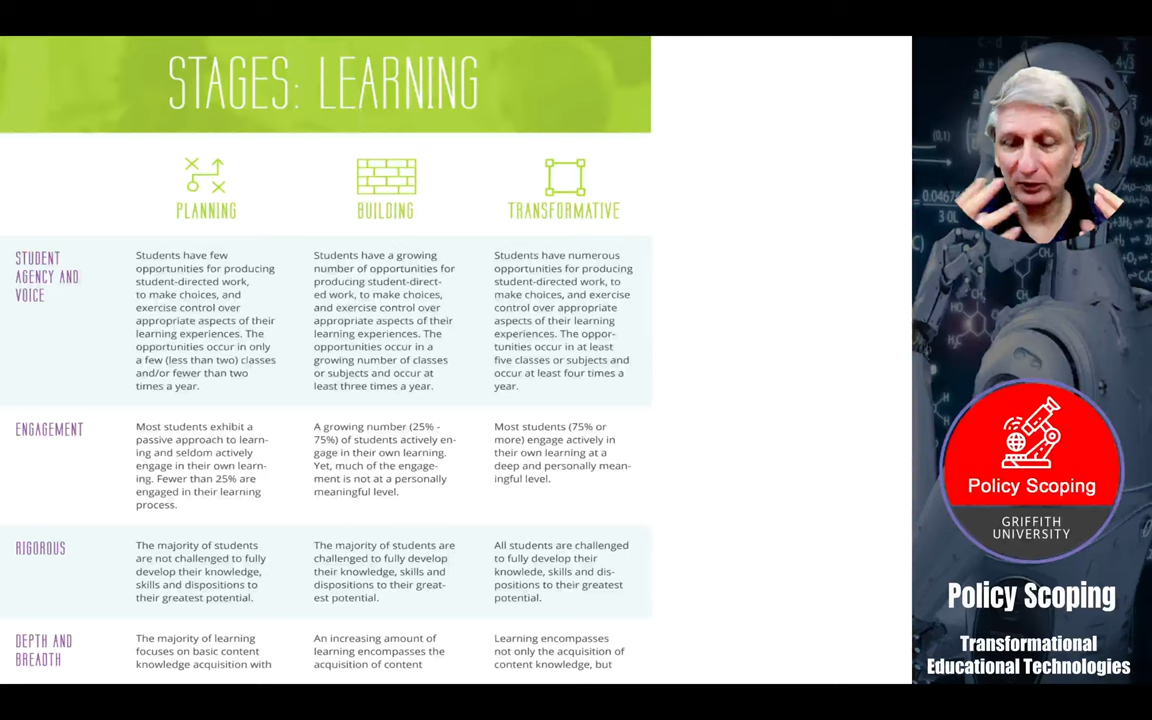 STAGES: LEARNING
PLANNING
BUILDING
TRANSFORMATIVE
STUDENT
AGENCY AND
VOICE
Students have few
opportunities for producing
student-directed work,
to make choices, and
exercise control over
appropriate aspects of their
learning experiences. The
opportunities occur in only
a few (less than two) classes
and/or fewer than two
times a year.
Students have a growing
number of opportunities for
producing student-direct-
ed work, to make choices,
and exercise control over
appropriate aspects of their
learning experiences. The
opportunities occur in a
growing number of classes
or subjects and occur at
least three times a year.
Students have numerous
opportunities for producing
student-directed work, to
make choices, and exercise
control over appropriate
aspects of their learning
experiences. The oppor-
tunities occur in at least
five classes or subjects and
occur at least four times a
year.
ENGAGEMENT
Most students exhibit a
passive approach to learn-
ing and seldom actively
engage in their own learn-
ing. Fewer than 25% are
engaged in their learning
process.
A growing number (25% -
75%) of students actively en-
gage in their own learning.
Yet, much of the engage-
ment is not at a personally
meaningful level.
Most students (75% or
more) engage actively in
their own learning at a
deep and personally mean-
ingful level.
RIGOROUS
The majority of students
are not challenged to fully
develop their knowledge,
skills and dispositions to
their greatest potential.
The majority of students are
challenged to fully develop
their knowledge, skills and
dispositions to their great-
est potential.
All students are challenged
to fully develop their
knowlede, skills and dis-
positions to their greatest
potential.
DEPTH AND
BREADTH
The majority of learning
focuses on basic content
knowledge acquisition with
An increasing amount of
learning encompasses the
acquisition of content
Learning encompasses
not only the acquisition of
content knowledge, but
Policy Scoping
GRIFFITH
UNIVERSITY
Policy Scoping
Transformational
Educational Technologies